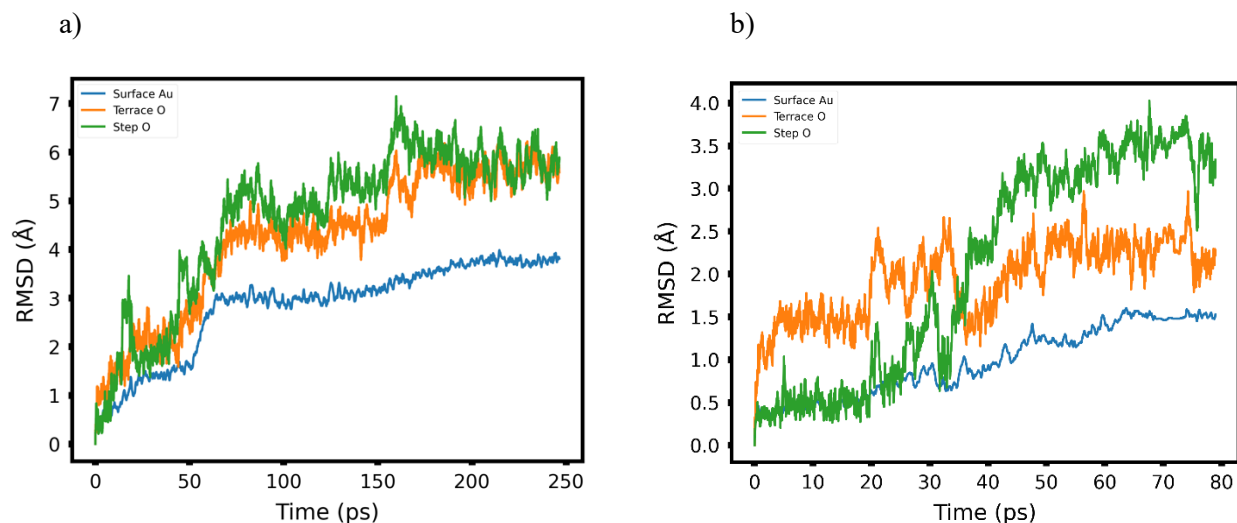 a)
7
6
5
4
3
2
1
0
RMSD (Å)
Surface Au
Terrace O
Step O
0 50 100 150 200 250
Time (ps)
b)
4.0
3.5
3.0
2.5
2.0
1.5
1.0
0.5
0.0
RMSD (Å)
Surface Au
Terrace O
Step O
0 10 20 30 40 50 60 70 80
Time (ps)